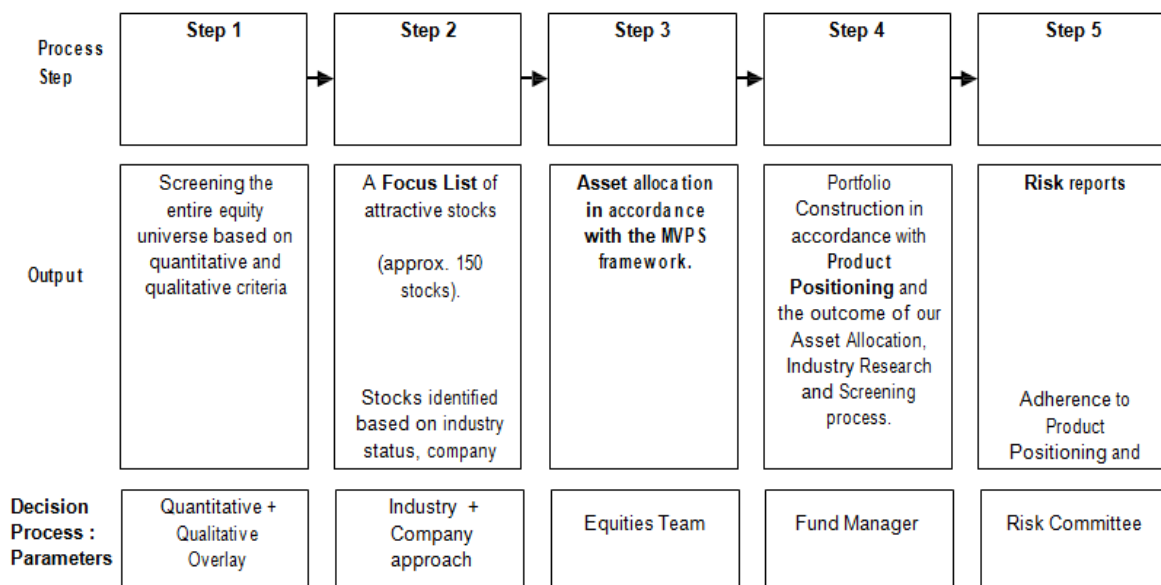 Process
Step
Step 1
Step 2
Step 3
Step 4
Step 5
Output
Screening the
entire equity
universe based on
quantitative and
qualitative criteria
A Focus List of
attractive stocks
(approx. 150
stocks).
Stocks identified
based on industry
status, company
Asset allocation
in accordance
with the MVPS
framework.
Portfolio
Construction in
accordance with
Product
Positioning and
the outcome of our
Asset Allocation,
Industry Research
and Screening
process.
Risk reports
Adherence to
Product
Positioning and
Decision
Process :
Parameters
Quantitative +
Qualitative
Overlay
Industry +
Company
approach
Equities Team
Fund Manager
Risk Committee